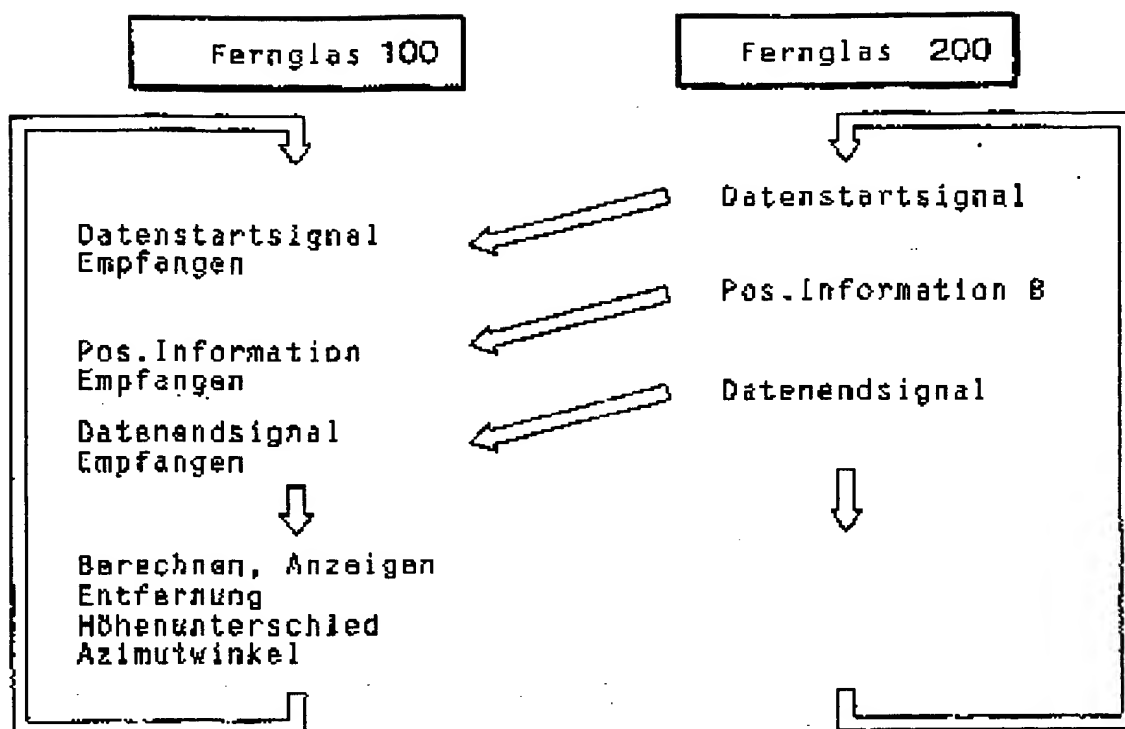 Fernglas 100
Fernglas 200
Datenstartsignal
Datenstartsignal
Empfangen
Pos.Information B
Pos.Information
Empfangen
Datenendsignal
Datenendsignal
Empfangen
Berechnen, Anzeigen
Entfernung
Höhenunterschied
Azimutwinkel